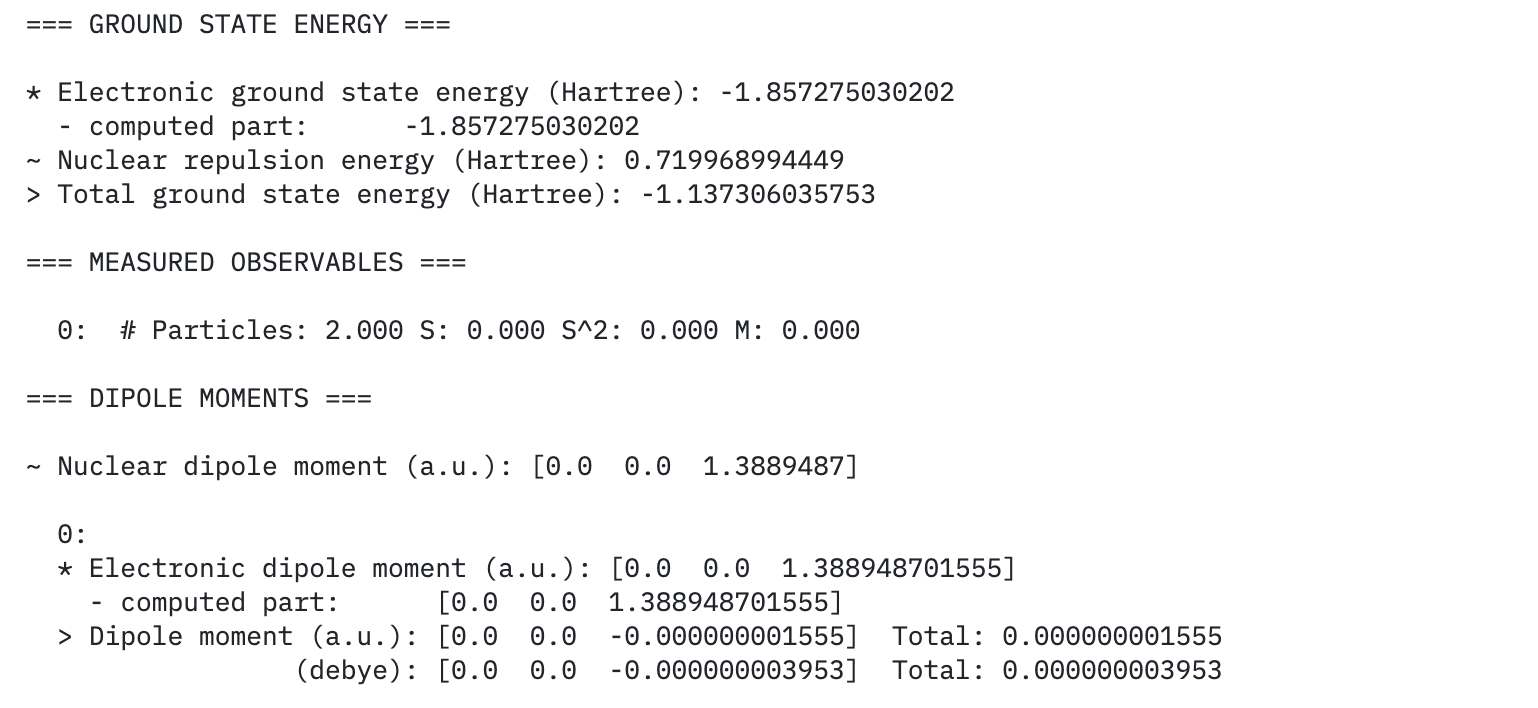 === GROUND STATE ENERGY ===
* Electronic ground state energy (Hartree): -1.857275030202
  - computed part:      -1.857275030202
~ Nuclear repulsion energy (Hartree): 0.719968994449
> Total ground state energy (Hartree): -1.137306035753
=== MEASURED OBSERVABLES ===
  0:  # Particles: 2.000 S: 0.000 S^2: 0.000 M: 0.000
=== DIPOLE MOMENTS ===
~ Nuclear dipole moment (a.u.): [0.0  0.0  1.3889487]
  0:
  * Electronic dipole moment (a.u.): [0.0  0.0  1.388948701555]
    - computed part:      [0.0  0.0  1.388948701555]
  > Dipole moment (a.u.): [0.0  0.0  -0.000000001555]  Total: 0.000000001555
                 (debye): [0.0  0.0  -0.000000003953]  Total: 0.000000003953